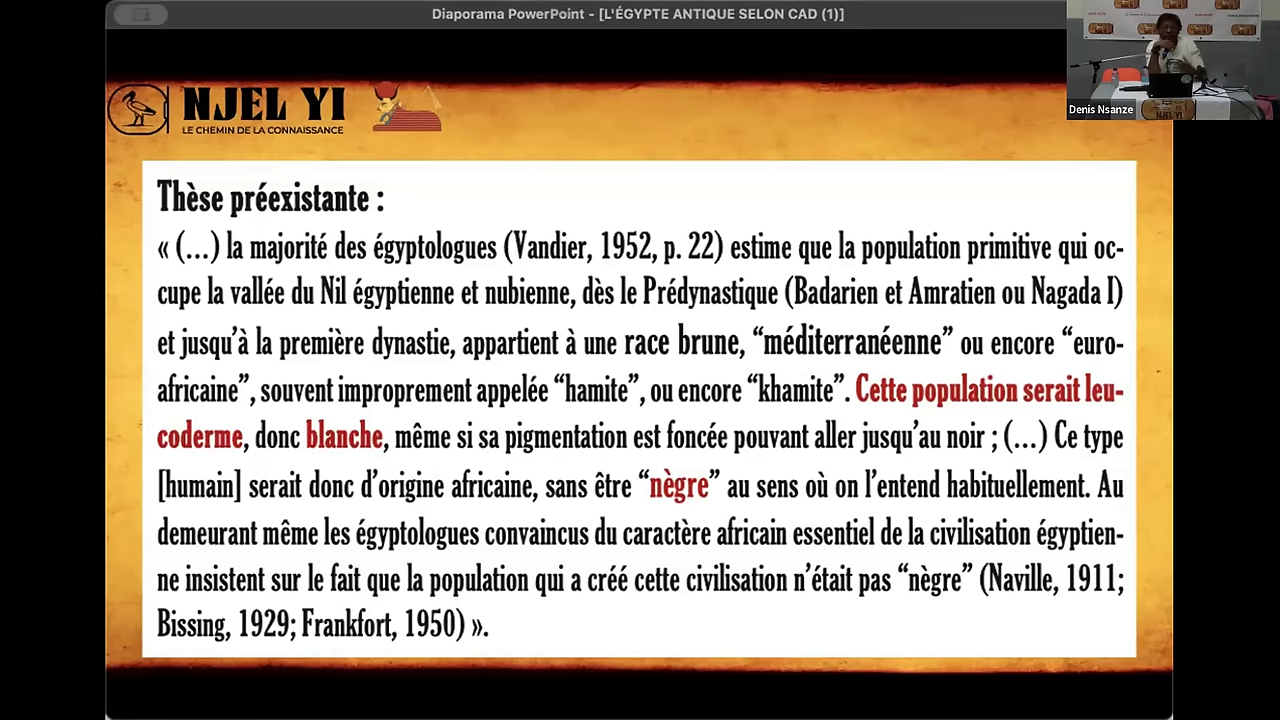 Diaporama PowerPoint - [L'ÉGYPTE ANTIQUE SELON CAD (1)]
Denis Nsanze
NJEL YI
NJEL YI
LE CHEMIN DE LA CONNAISSANCE
Thèse préexistante :
« (...) la majorité des égyptologues (Vandier, 1952, p. 22) estime que la population primitive qui oc-
cupe la vallée du Nil égyptienne et nubienne, dès le Prédynastique (Badarien et Amratien ou Nagada I)
et jusqu'à la première dynastie, appartient à une race brune, “méditerranéenne” ou encore “euro-
africaine”, souvent improprement appelée “hamite”, ou encore “khamite”. Cette population serait leu-
coderme, donc blanche, même si sa pigmentation est foncée pouvant aller jusqu'au noir ; (...) Ce type
[humain] serait donc d'origine africaine, sans être “nègre” au sens où on l'entend habituellement. Au
demeurant même les égyptologues convaincus du caractère africain essentiel de la civilisation égyptien-
ne insistent sur le fait que la population qui a créé cette civilisation n'était pas “nègre” (Naville, 1911;
Bissing, 1929; Frankfort, 1950) ».